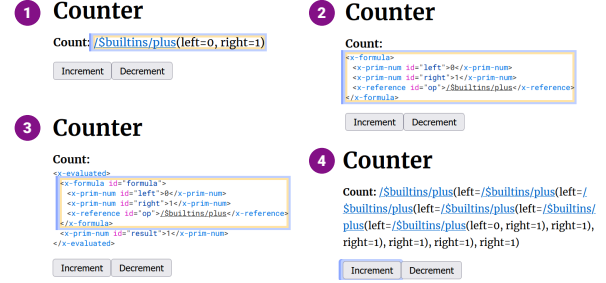 1 Counter
Count: /$builtins/plus(left=0, right=1)
Increment Decrement
2 Counter
Count:
<x-formula>
<x-prim-num id="left">0</x-prim-num>
<x-prim-num id="right">1</x-prim-num>
<x-reference id="op">/$builtins/plus</x-reference>
</x-formula>
Increment Decrement
3 Counter
Count:
<x-evaluated>
<x-formula id="formula">
<x-prim-num id="left">0</x-prim-num>
<x-prim-num id="right">1</x-prim-num>
<x-reference id="op">/$builtins/plus</x-reference>
</x-formula>
<x-prim-num id="result">1</x-prim-num>
</x-evaluated>
Increment Decrement
4 Counter
Count: /$builtins/plus(left=/$builtins/plus(left=/
$builtins/plus(left=/$builtins/plus(left=/$builtins/
plus(left=/$builtins/plus(left=0, right=1), right=1),
right=1), right=1), right=1), right=1)
Increment Decrement